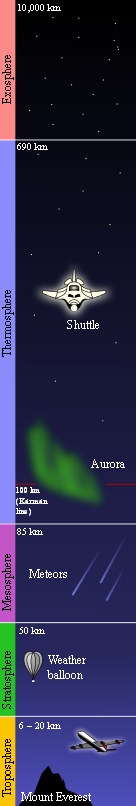 10,000 km
Exosphere
690 km
Thermosphere
Shuttle
Aurora
100 km
(Karman
line)
85 km
Mesosphere
Meteors
50 km
Stratosphere
Weather
balloon
6 – 20 km
Troposphere
Mount Everest